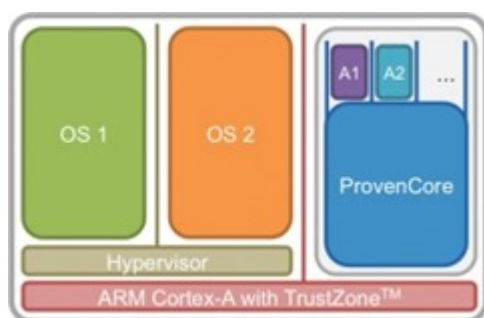 A1
A2
...
OS 1
OS 2
ProvenCore
Hypervisor
ARM Cortex-A with TrustZone™